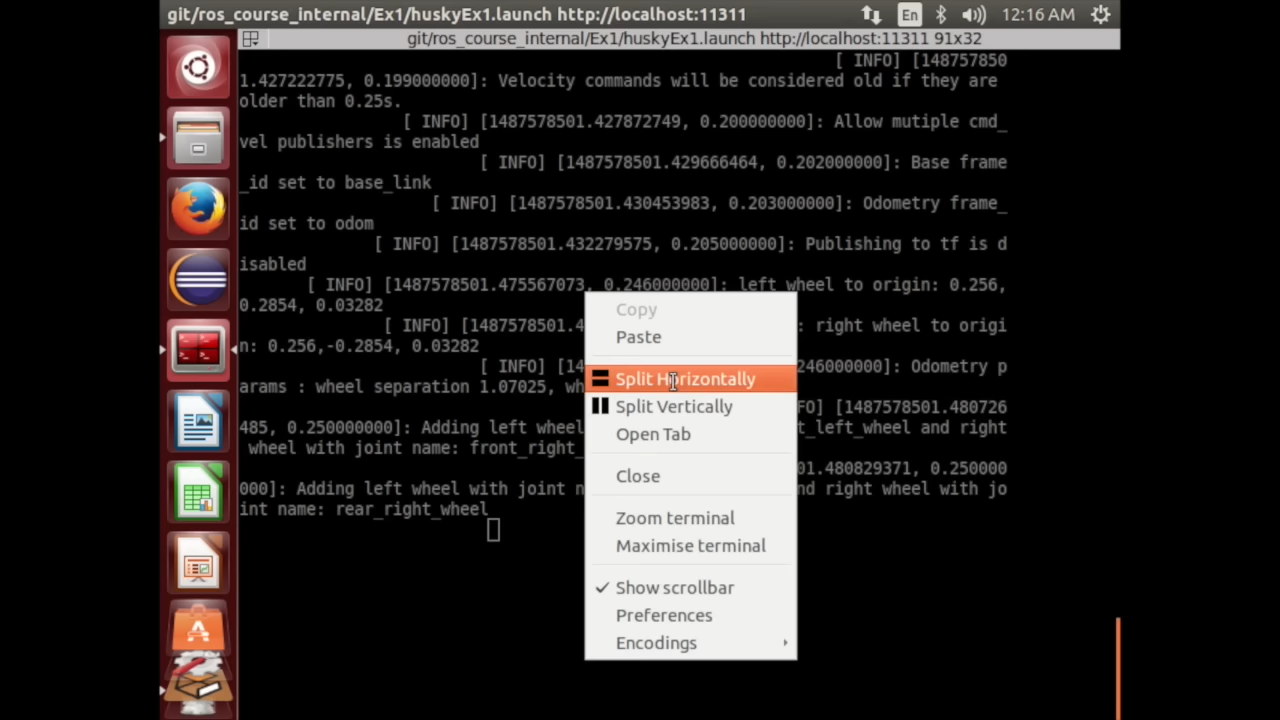 git/ros_course_internal/Ex1/huskyEx1.launch http://localhost:11311 En 12:16 AM
git/ros_course_internal/Ex1/huskyEx1.launch http://localhost:11311 91x32
[ INFO] [148757850
1.427222775, 0.199000000]: Velocity commands will be considered old if they are
older than 0.25s.
[ INFO] [1487578501.427872749, 0.200000000]: Allow mutiple cmd_
vel publishers is enabled
[ INFO] [1487578501.429666464, 0.202000000]: Base frame
_id set to base_link
[ INFO] [1487578501.430453983, 0.203000000]: Odometry frame_
id set to odom
[ INFO] [1487578501.432279575, 0.205000000]: Publishing to tf is d
isabled
[ INFO] [1487578501.475567073, 0.246000000]: left wheel to origin: 0.256,
0.2854, 0.03282
[ INFO] [1487578501.4 : right wheel to origi
n: 0.256,-0.2854, 0.03282
[ INFO] [14 246000000]: Odometry p
arams : wheel separation 1.07025, wh
FO] [1487578501.480726
485, 0.250000000]: Adding left wheel t_left_wheel and right
wheel with joint name: front_right_
01.480829371, 0.250000
000]: Adding left wheel with joint n nd right wheel with jo
int name: rear_right_wheel
Copy
Paste
Split Horizontally
Split Vertically
Open Tab
Close
Zoom terminal
Maximise terminal
Show scrollbar
Preferences
Encodings